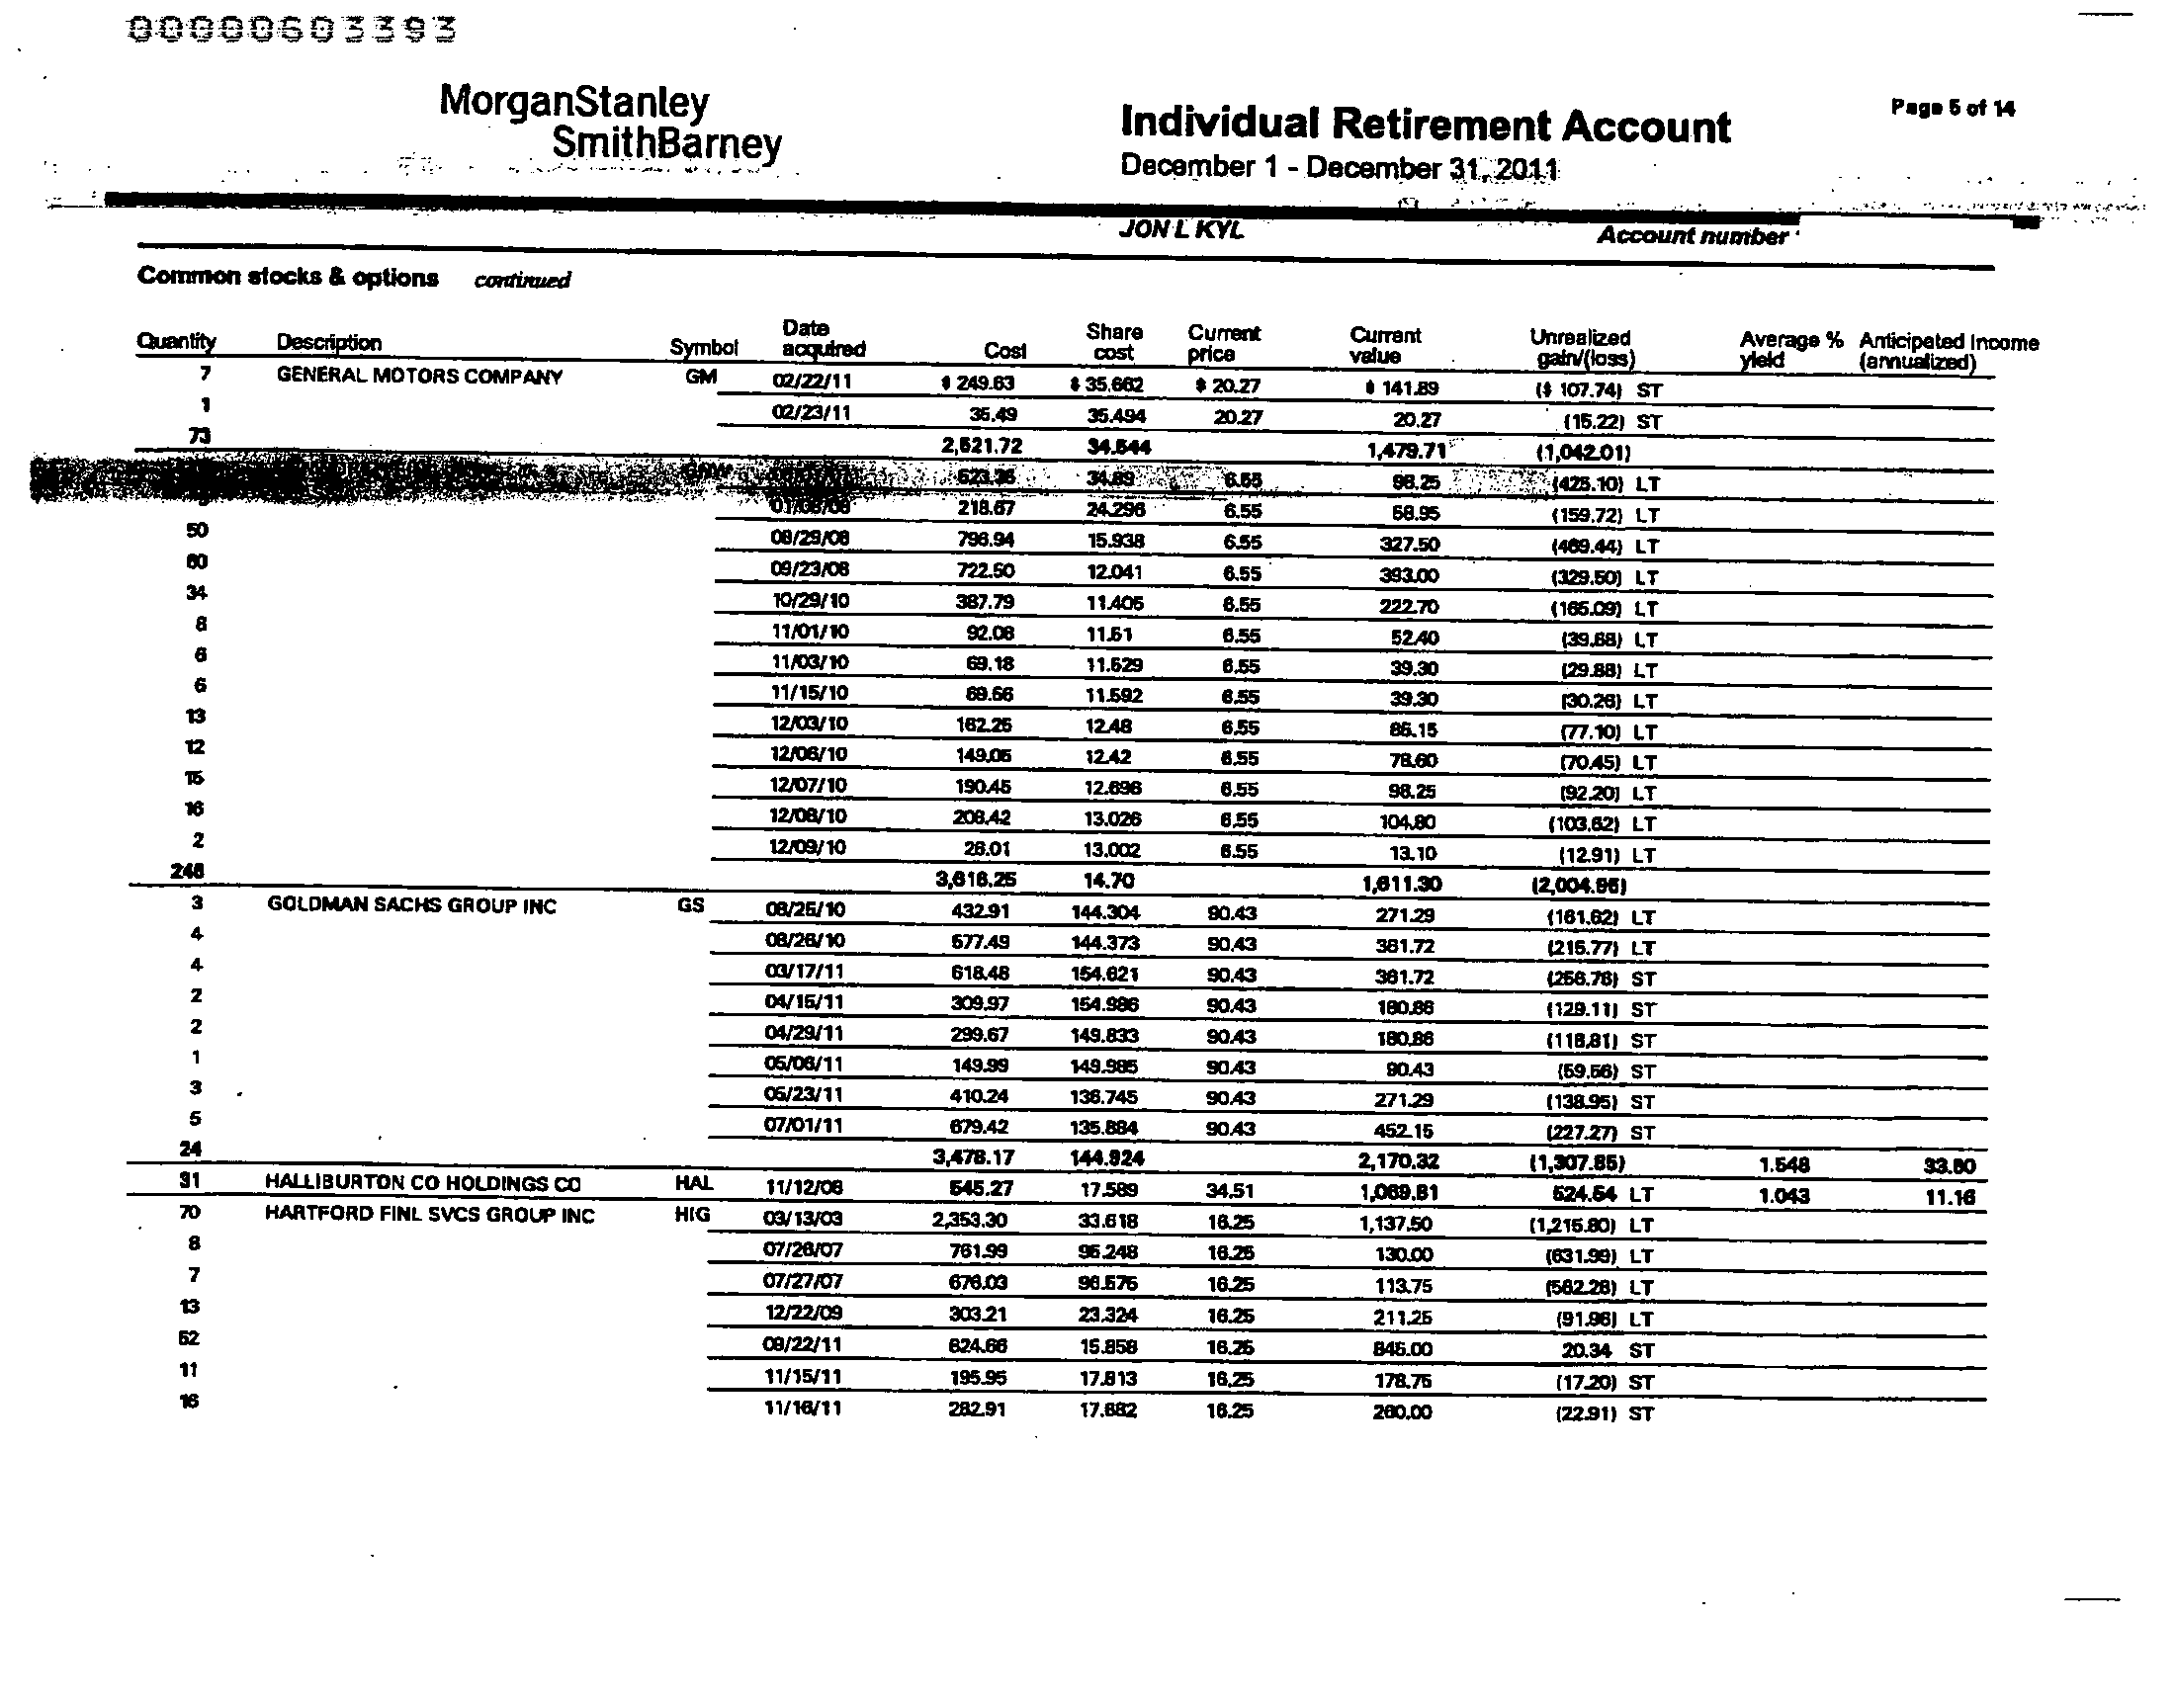 00000603393
MorganStanley
SmithBarney
Individual Retirement Account
December 1 - December 31, 2011
Page 5 of 14
JON L KYL Account number
Common stocks & options continued
Quantity Description Symbol Date acquired Cost Share cost Current price Current value Unrealized gain/(loss) Average % yield Anticipated Income (annualized)
7 GENERAL MOTORS COMPANY GM 02/22/11 $ 249.63 $ 35.662 $ 20.27 $ 141.89 ($ 107.74) ST
1 02/23/11 35.49 35.494 20.27 20.27 (15.22) ST
73 2,521.72 34.544 1,479.71 (1,042.01)
GNW 523.35 34.89 6.55 98.25 (425.10) LT
218.67 24.296 6.55 58.95 (159.72) LT
50 08/29/08 796.94 15.938 6.55 327.50 (469.44) LT
60 09/23/08 722.50 12.041 6.55 393.00 (329.50) LT
34 10/29/10 387.79 11.405 6.55 222.70 (165.09) LT
8 11/01/10 92.08 11.51 6.55 52.40 (39.68) LT
6 11/03/10 69.18 11.529 6.55 39.30 (29.88) LT
6 11/15/10 69.56 11.592 6.55 39.30 (30.26) LT
13 12/03/10 162.25 12.48 6.55 85.15 (77.10) LT
12 12/06/10 149.05 12.42 6.55 78.60 (70.45) LT
15 12/07/10 190.45 12.696 6.55 98.25 (92.20) LT
16 12/08/10 208.42 13.026 6.55 104.80 (103.62) LT
2 12/09/10 26.01 13.002 6.55 13.10 (12.91) LT
246 3,616.25 14.70 1,611.30 (2,004.95)
3 GOLDMAN SACHS GROUP INC GS 08/25/10 432.91 144.304 90.43 271.29 (161.62) LT
4 08/26/10 577.49 144.373 90.43 361.72 (215.77) LT
4 03/17/11 618.48 154.621 90.43 361.72 (256.76) ST
2 04/15/11 309.97 154.986 90.43 180.86 (129.11) ST
2 04/29/11 299.67 149.833 90.43 180.86 (118.81) ST
1 05/06/11 149.99 149.985 90.43 90.43 (59.56) ST
3 05/23/11 410.24 136.745 90.43 271.29 (138.95) ST
5 07/01/11 679.42 135.884 90.43 452.15 (227.27) ST
24 3,478.17 144.924 2,170.32 (1,307.85) 1.548 33.60
31 HALLIBURTON CO HOLDINGS CO HAL 11/12/08 545.27 17.589 34.51 1,069.81 524.54 LT 1.043 11.16
70 HARTFORD FINL SVCS GROUP INC HIG 03/13/03 2,353.30 33.618 16.25 1,137.50 (1,215.80) LT
8 07/26/07 761.99 95.248 16.25 130.00 (631.99) LT
7 07/27/07 676.03 96.576 16.25 113.75 (562.28) LT
13 12/22/09 303.21 23.324 16.25 211.25 (91.96) LT
52 09/22/11 824.66 15.858 16.25 845.00 20.34 ST
11 11/15/11 195.95 17.813 16.25 178.75 (17.20) ST
16 11/16/11 282.91 17.682 16.25 260.00 (22.91) ST